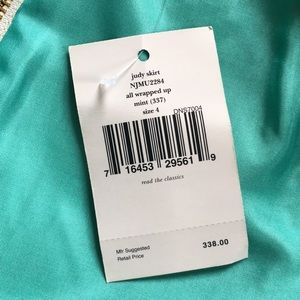 judy skirt
NJMU2284
all wrapped up
mint (337)
size 4
DNS7004
7 16453 29561 9
read the classics
Mfr Suggested
Retail Price
338.00